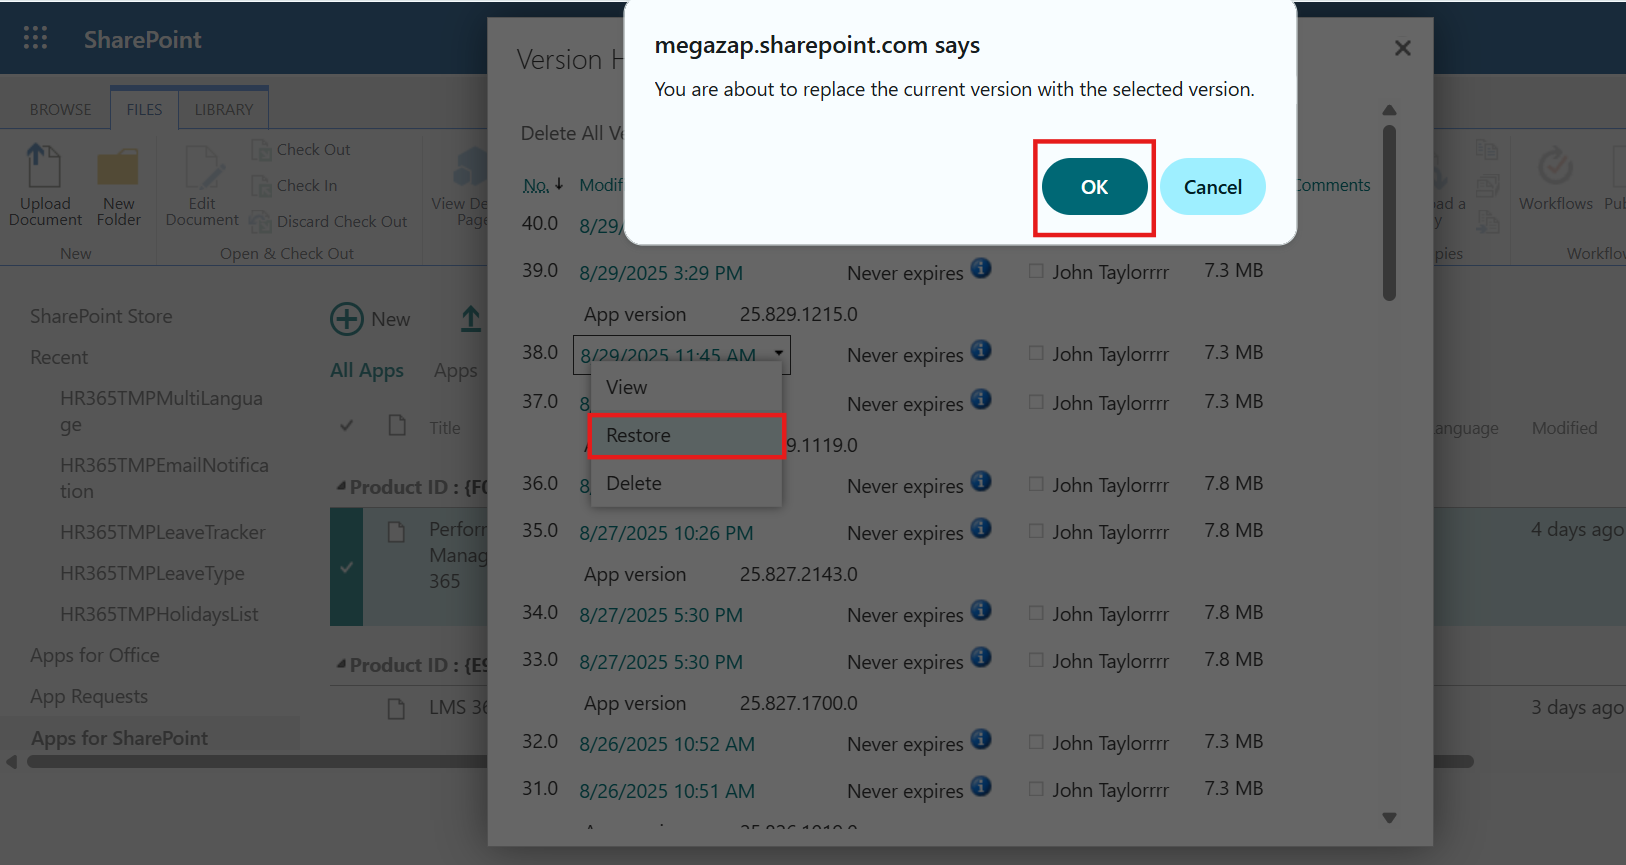 SharePoint
megazap.sharepoint.com says
You are about to replace the current version with the selected version.
OK
Cancel
Version
BROWSE
FILES
LIBRARY
Upload
Document
New
Folder
New
Edit
Document
Check Out
Check In
Discard Check Out
Open & Check Out
View
Page
Workflows
Delete All
No.
Comments
40.0
8/29/
39.0 8/29/2025 3:29 PM Never expires John Taylorrrr 7.3 MB
App version 25.829.1215.0
38.0 8/29/2025 11:45 AM Never expires John Taylorrrr 7.3 MB
View
Restore
Delete
37.0 Never expires John Taylorrrr 7.3 MB
9.1119.0
36.0 Never expires John Taylorrrr 7.8 MB
35.0 8/27/2025 10:26 PM Never expires John Taylorrrr 7.8 MB
App version 25.827.2143.0
34.0 8/27/2025 5:30 PM Never expires John Taylorrrr 7.8 MB
33.0 8/27/2025 5:30 PM Never expires John Taylorrrr 7.8 MB
App version 25.827.1700.0
32.0 8/26/2025 10:52 AM Never expires John Taylorrrr 7.3 MB
31.0 8/26/2025 10:51 AM Never expires John Taylorrrr 7.3 MB
SharePoint Store
Recent
HR365TMPMultiLangua
ge
HR365TMPEmailNotifica
tion
HR365TMPLeaveTracker
HR365TMPLeaveType
HR365TMPHolidaysList
Apps for Office
App Requests
Apps for SharePoint
New
All Apps
Apps
Title
Modified
Product ID : {F0
Perform
Manag
365
4 days ago
Product ID : {E9
LMS 36
3 days ago